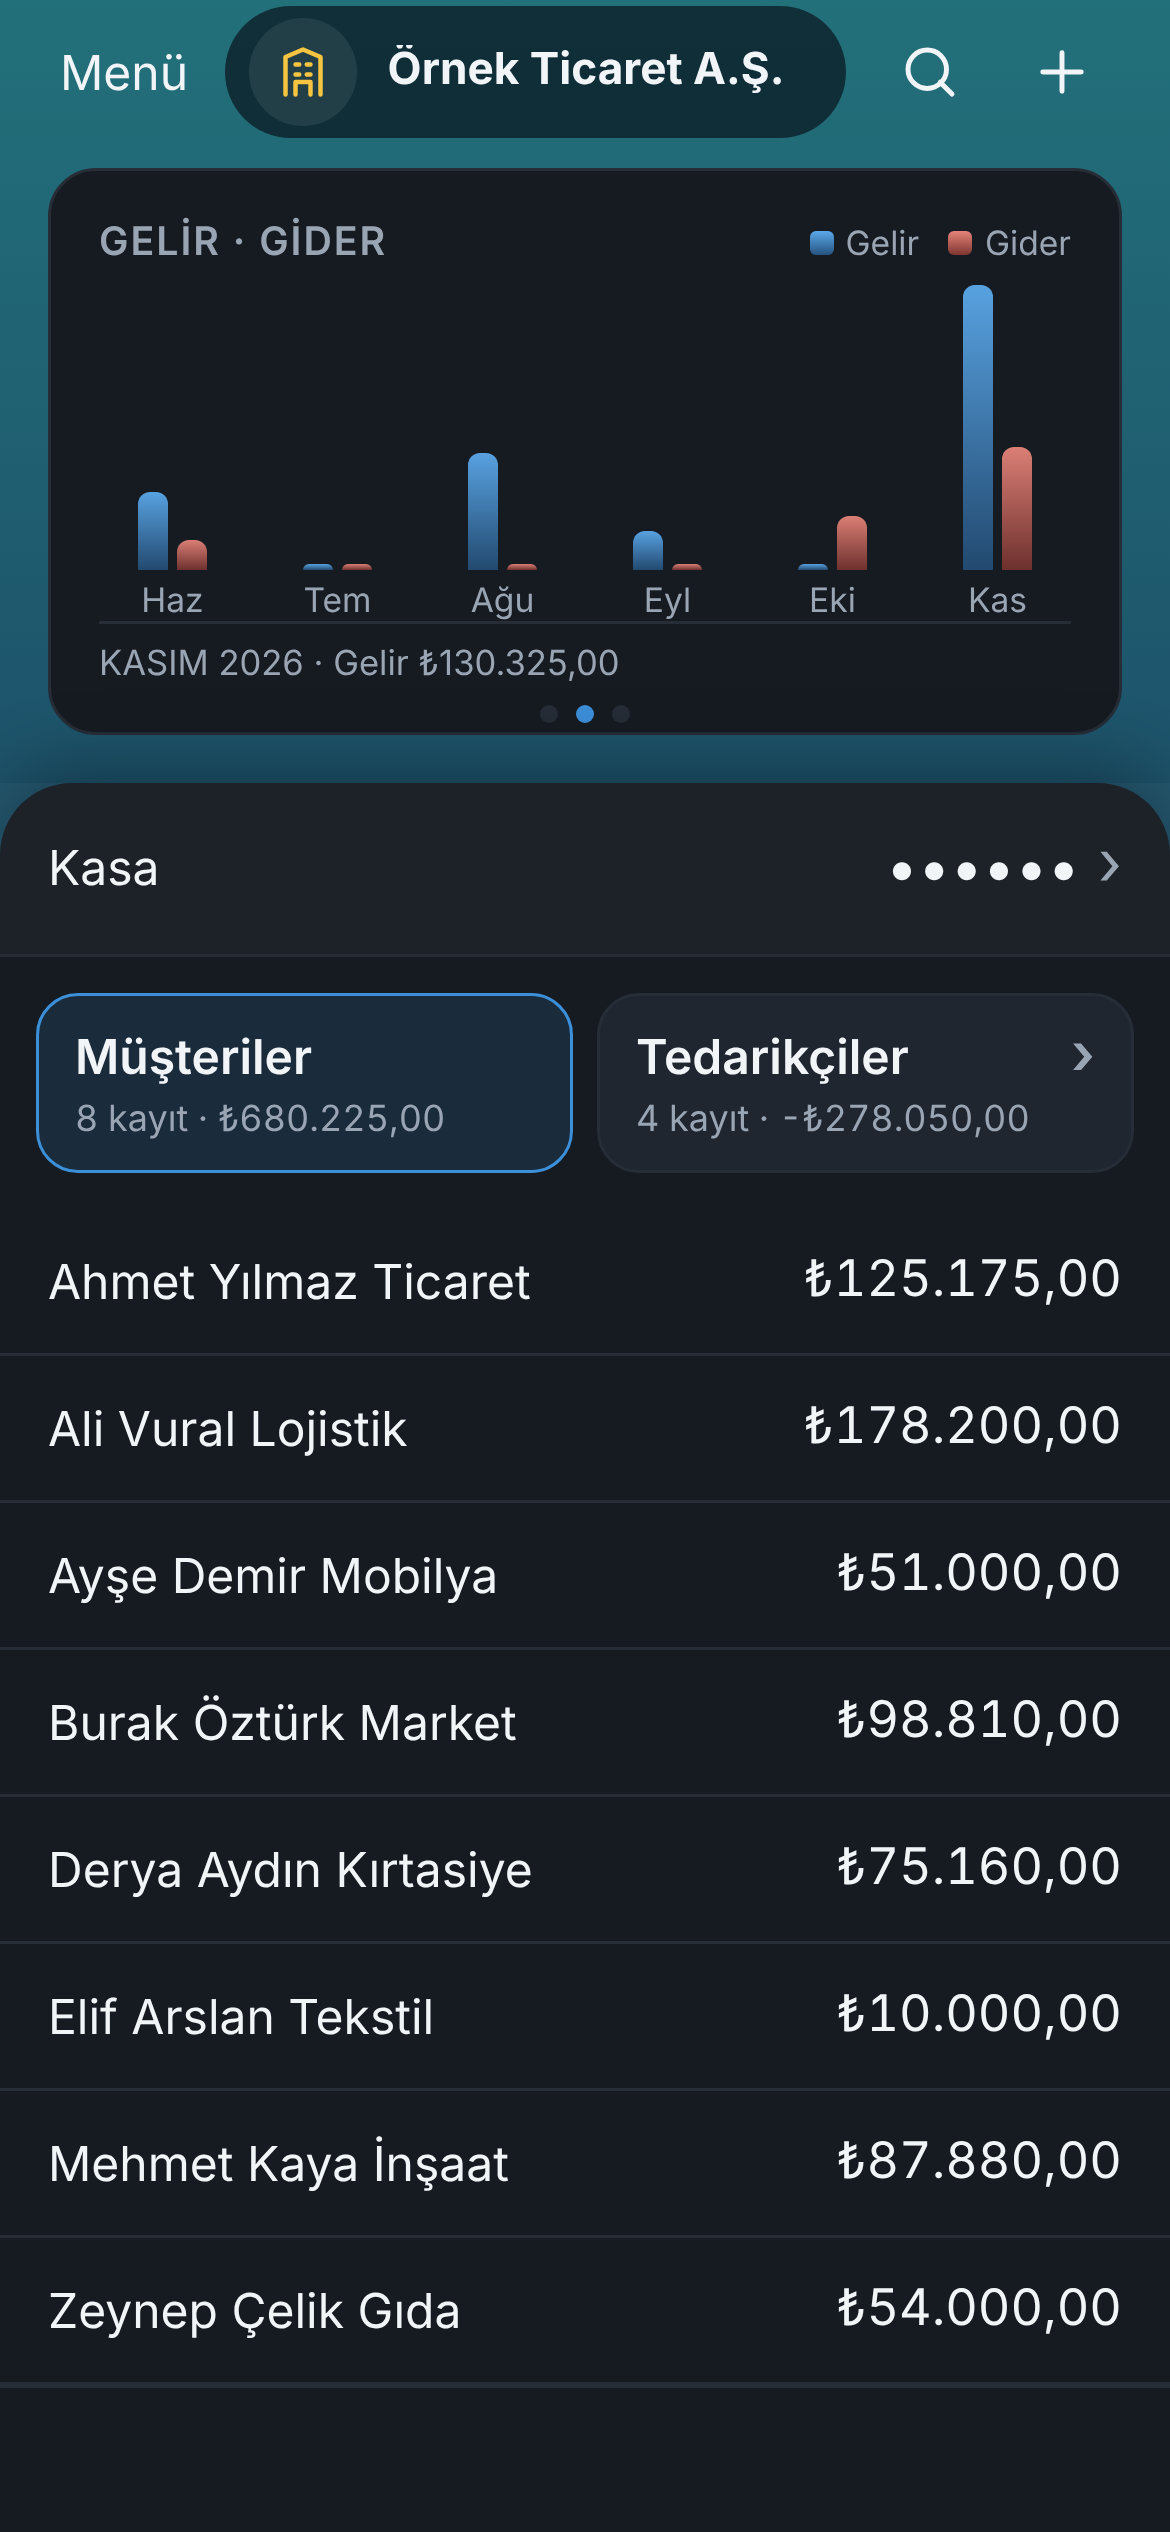 Menü
Örnek Ticaret A.Ş.
GELİR · GİDER
Gelir Gider
Haz Tem Ağu Eyl Eki Kas
KASIM 2026 · Gelir ₺130.325,00
Kasa ●●●●●● ›
Müşteriler
8 kayıt · ₺680.225,00
Tedarikçiler ›
4 kayıt · -₺278.050,00
Ahmet Yılmaz Ticaret ₺125.175,00
Ali Vural Lojistik ₺178.200,00
Ayşe Demir Mobilya ₺51.000,00
Burak Öztürk Market ₺98.810,00
Derya Aydın Kırtasiye ₺75.160,00
Elif Arslan Tekstil ₺10.000,00
Mehmet Kaya İnşaat ₺87.880,00
Zeynep Çelik Gıda ₺54.000,00